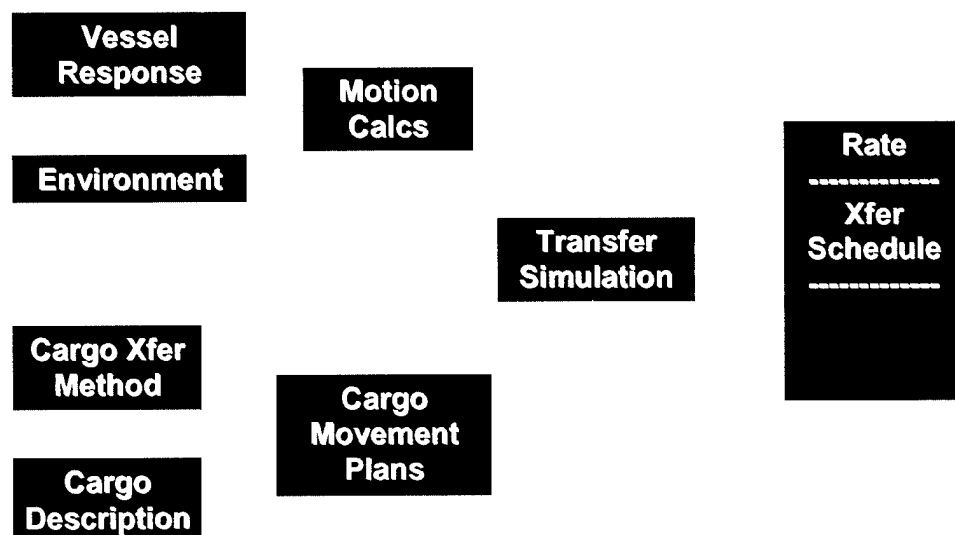 Vessel
Response
Environment
Motion
Calcs
Rate
-------------
Xfer
Schedule
-------------
Transfer
Simulation
Cargo Xfer
Method
Cargo
Movement
Plans
Cargo
Description